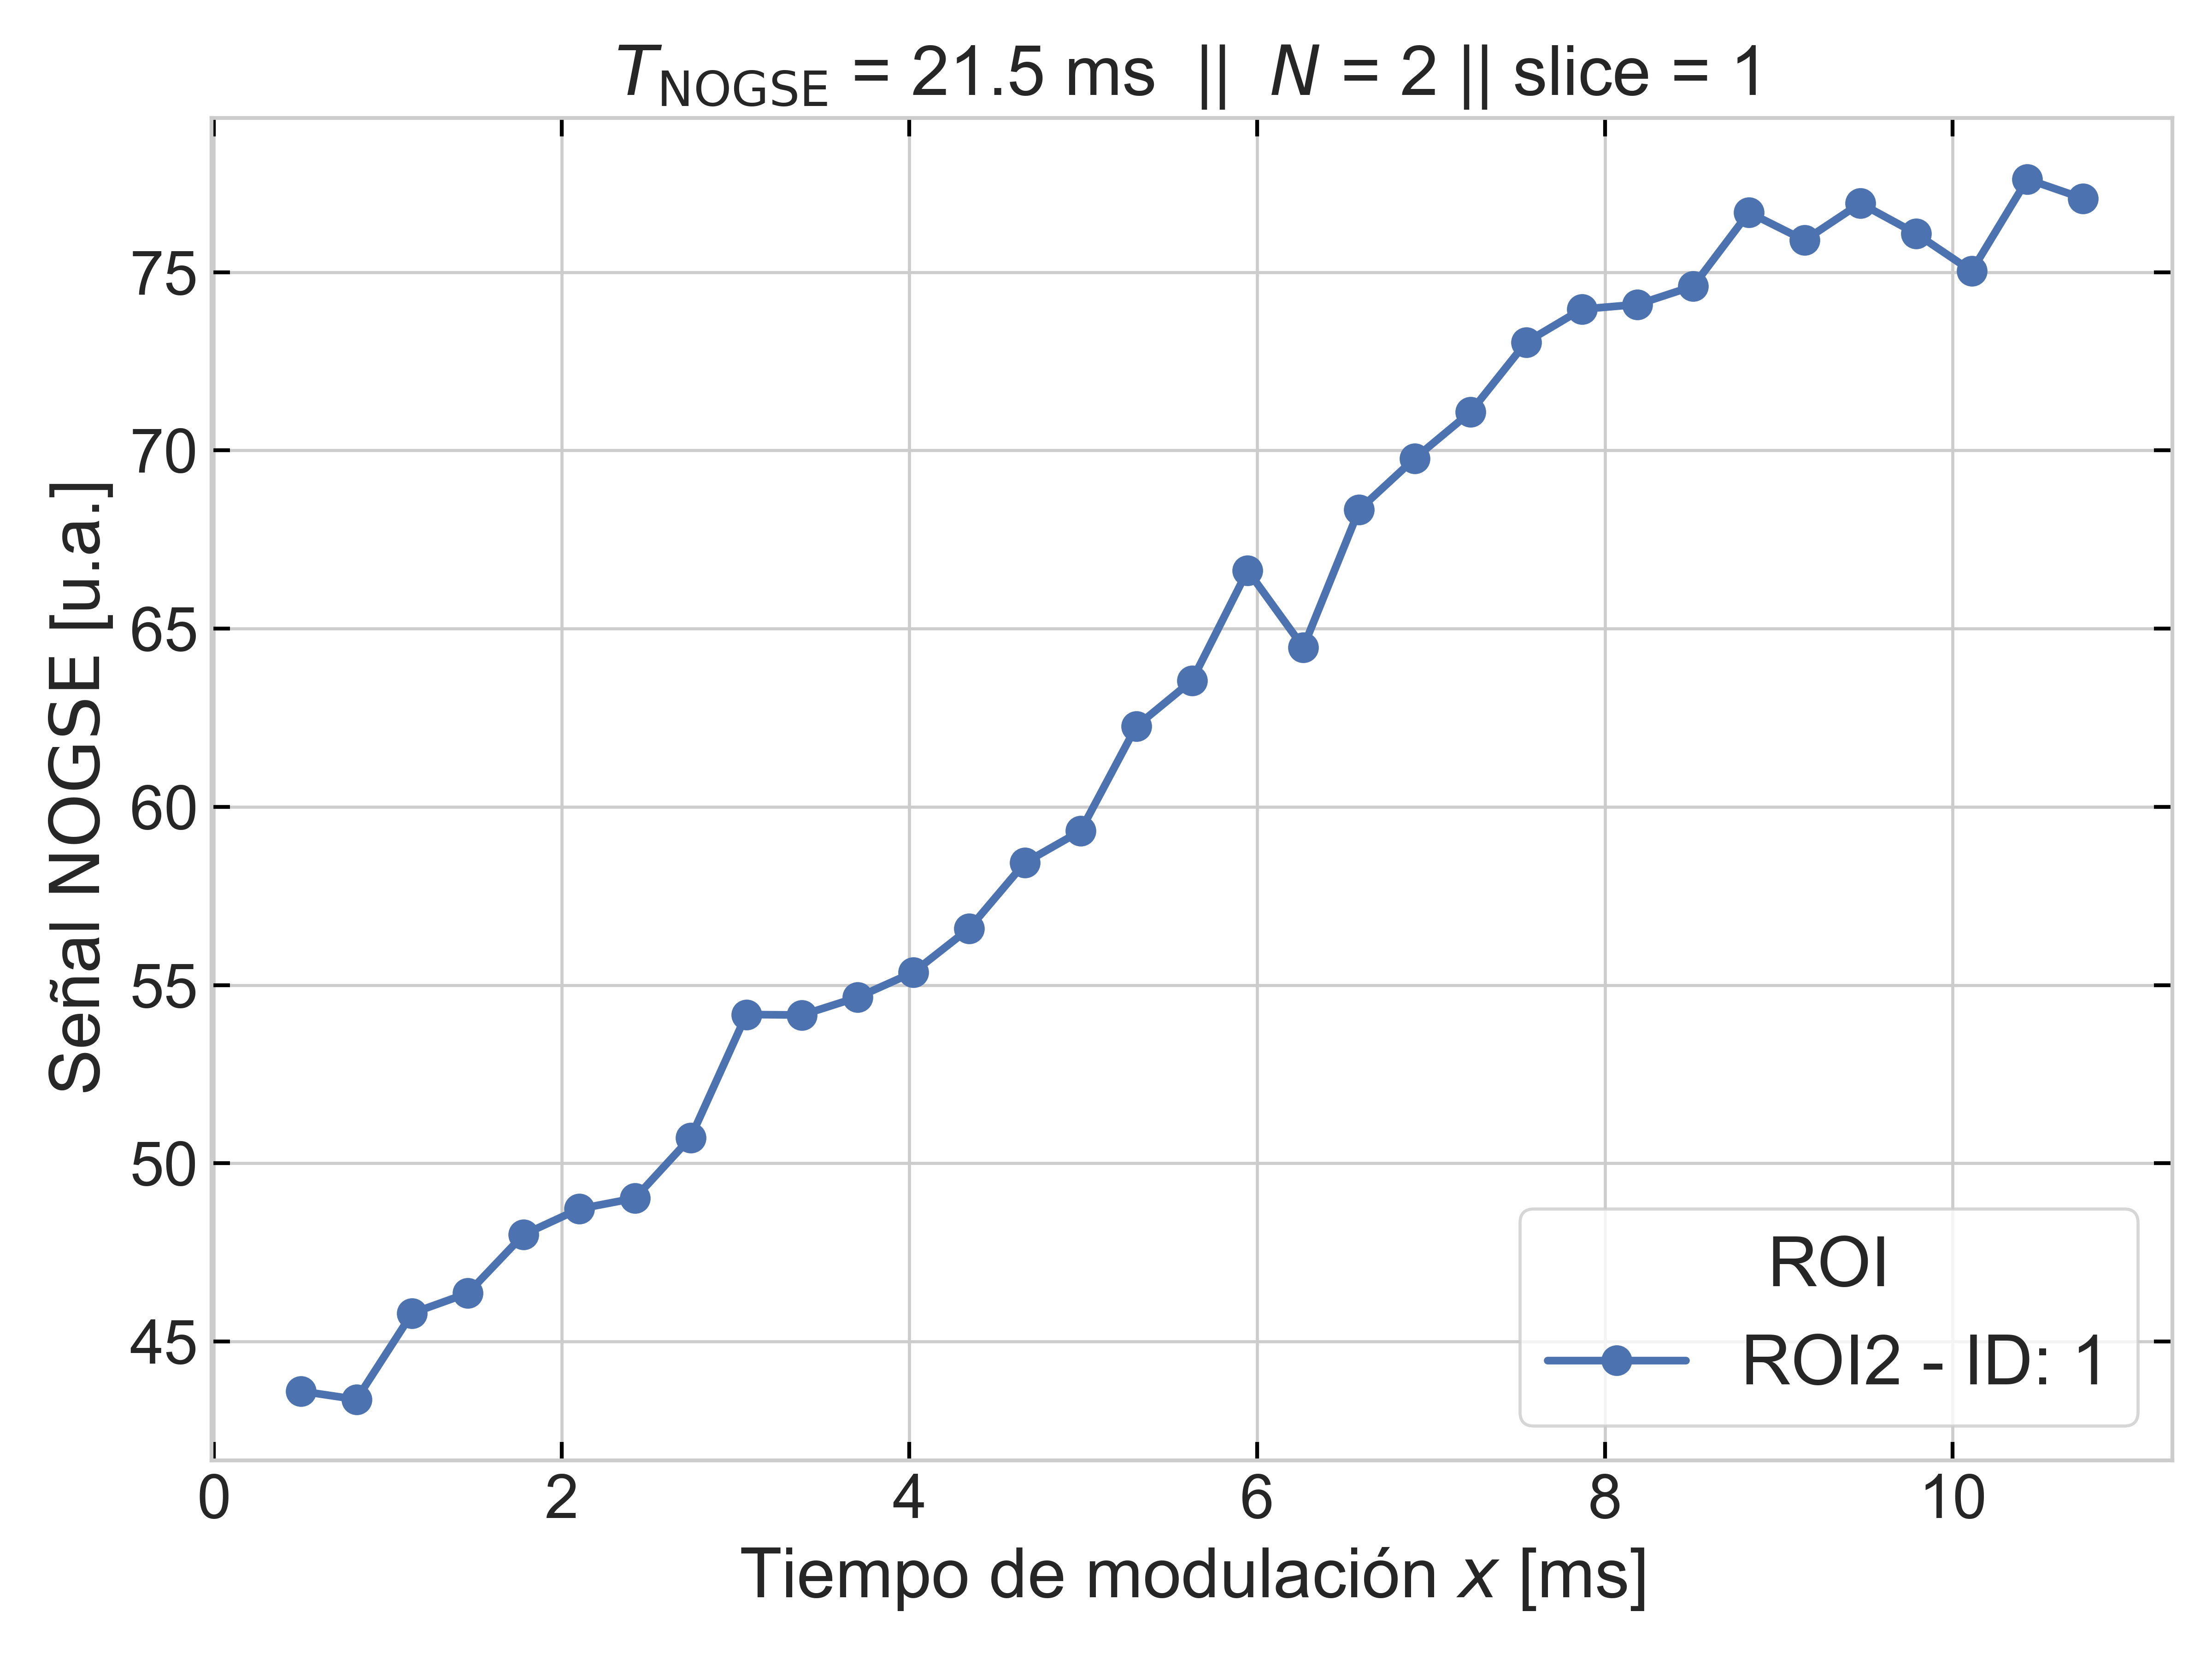 T_NOGSE = 21.5 ms || N = 2 || slice = 1
Señal NOGSE [u.a.]
75
70
65
60
55
50
45
ROI
ROI2 - ID: 1
0 2 4 6 8 10
Tiempo de modulación x [ms]